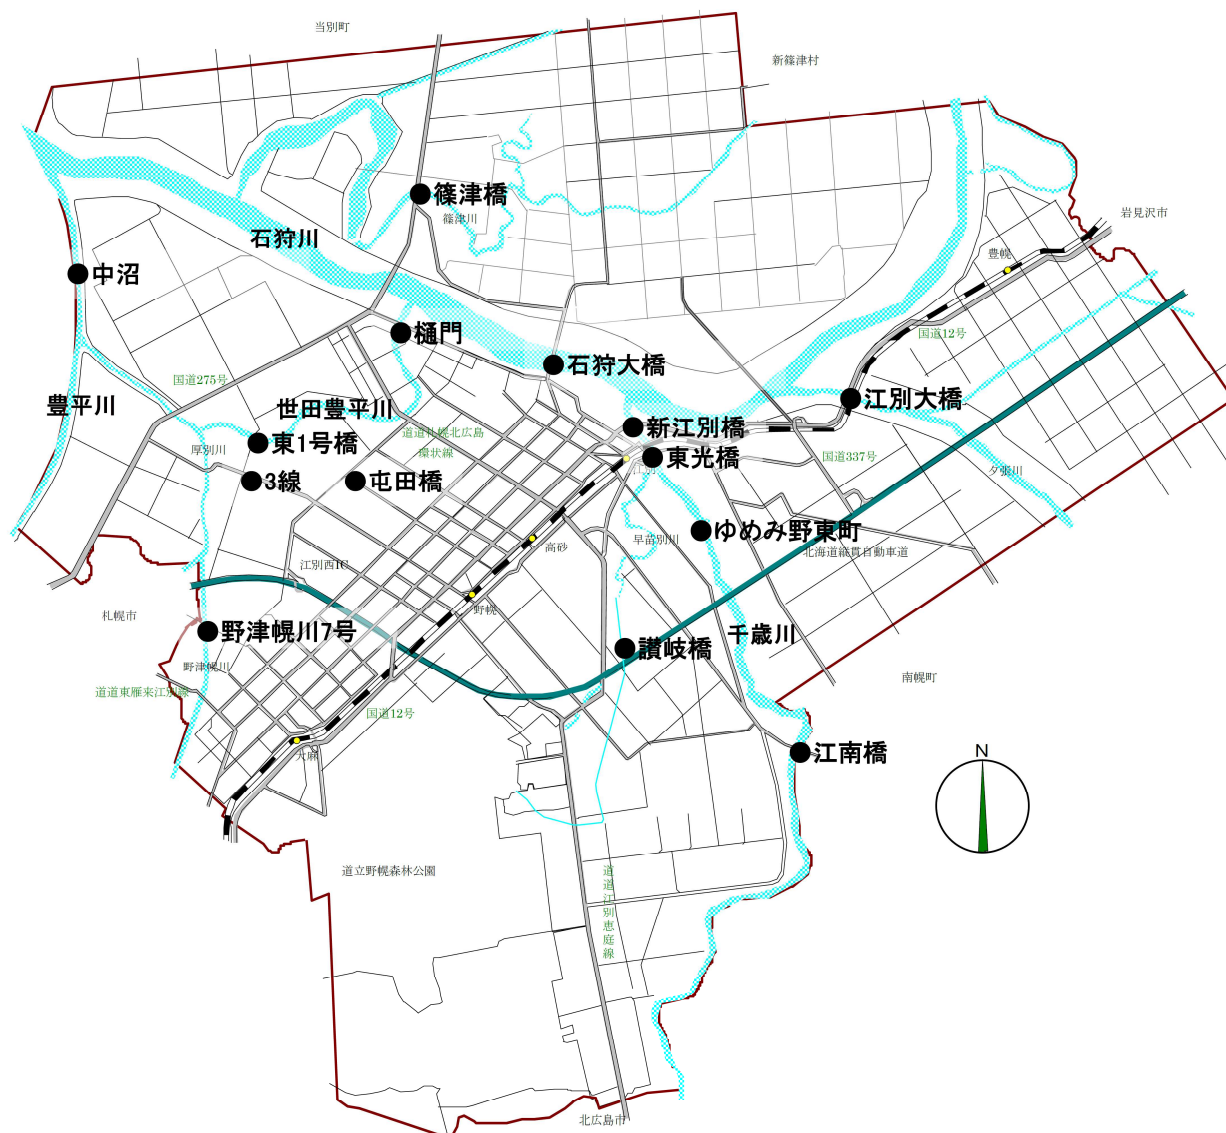 当別町
新篠津村
篠津橋
篠津川
岩見沢市
石狩川
豊幌
中沼
樋門
国道12号
石狩大橋
国道275号
江別大橋
豊平川
世田豊平川
新江別橋
道道札幌北広島
環状線
東1号橋
厚別川
国道337号
東光橋
江別
夕張川
3線
屯田橋
ゆめみ野東町
早苗別川
高砂
北海道縦貫自動車道
江別西IC
野幌
札幌市
野津幌川7号
千歳川
讃岐橋
野津幌川
南幌町
道道東雁来江別線
国道12号
大麻
江南橋
N
道立野幌森林公園
道道江別恵庭線
北広島市